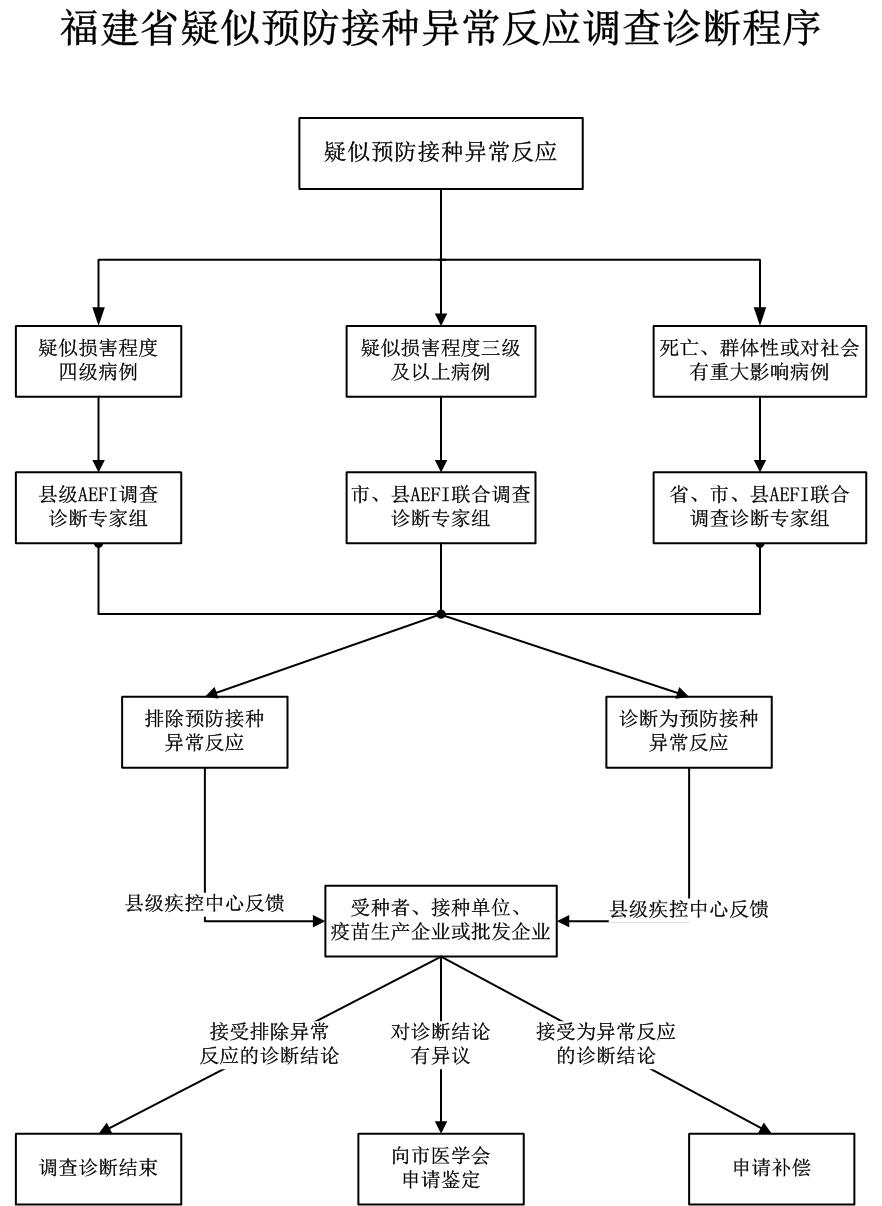 福建省疑似预防接种异常反应调查诊断程序
疑似预防接种异常反应
疑似损害程度
四级病例
疑似损害程度三级
及以上病例
死亡、群体性或对社会
有重大影响病例
县级AEFI调查
诊断专家组
市、县AEFI联合调查
诊断专家组
省、市、县AEFI联合
调查诊断专家组
排除预防接种
异常反应
诊断为预防接种
异常反应
县级疾控中心反馈
受种者、接种单位、
疫苗生产企业或批发企业
县级疾控中心反馈
接受排除异常
反应的诊断结论
对诊断结论
有异议
接受为异常反应
的诊断结论
调查诊断结束
向市医学会
申请鉴定
申请补偿